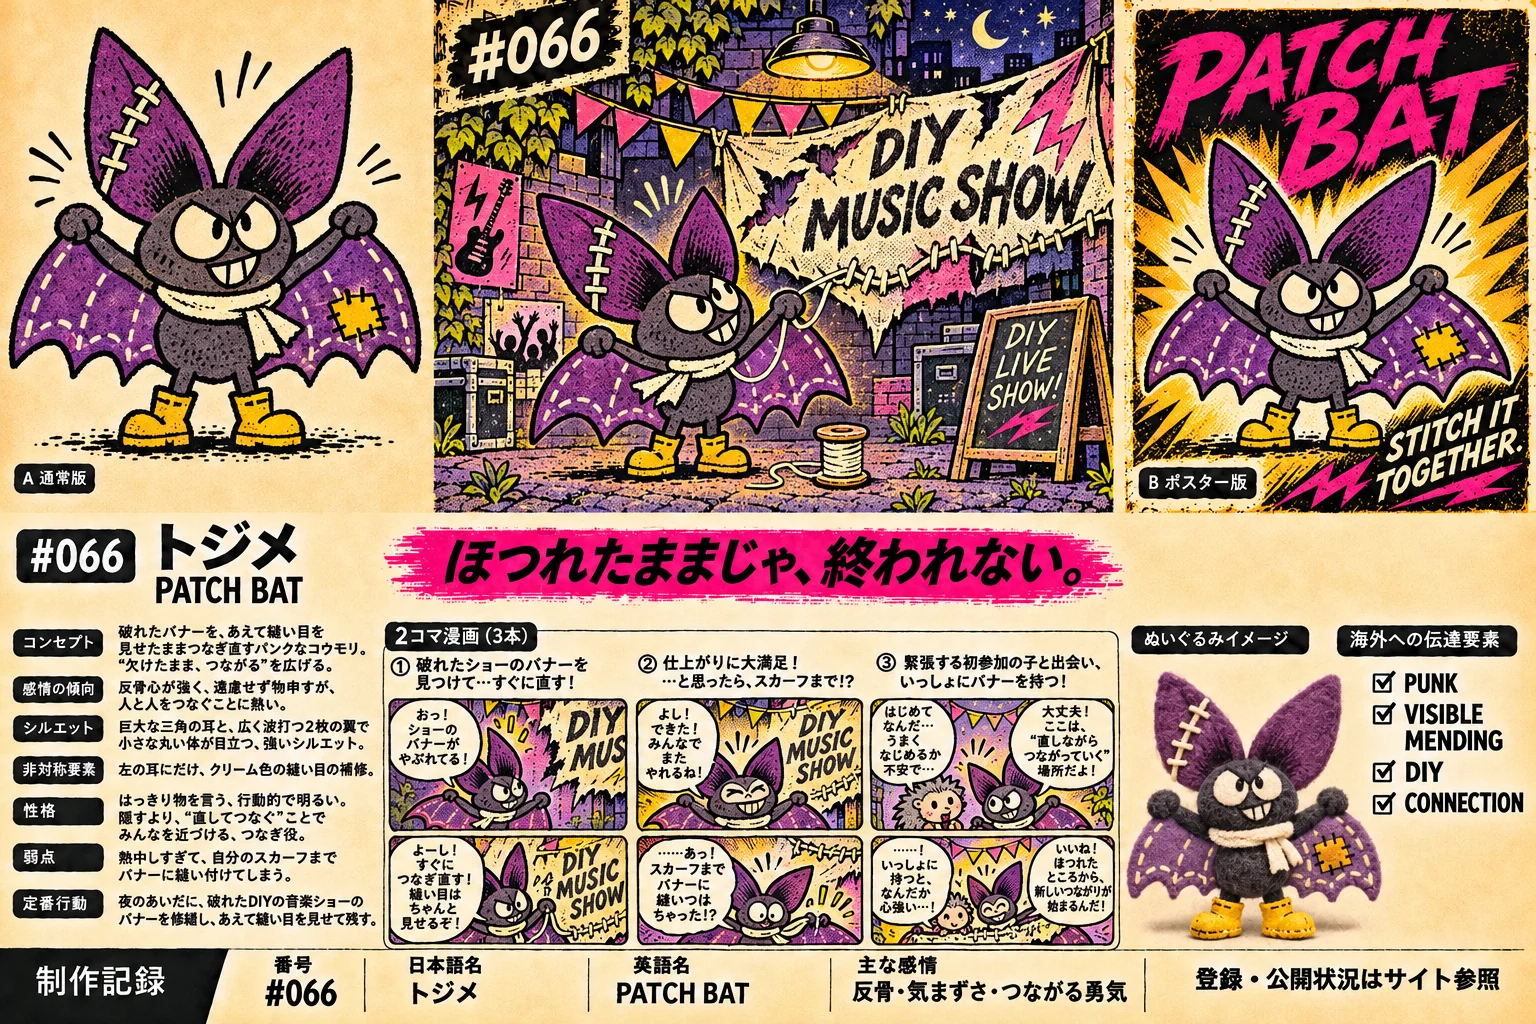 #066
DIY
MUSIC SHOW
DIY
LIVE
SHOW!
A 通常版
PATCH
BAT
STITCH IT
TOGETHER.
B ポスター版
#066
トジメ
PATCH BAT
ほつれたままじゃ、終われない。
コンセプト
破れたバナーを、あえて縫い目を
見せたままつなぎ直すパンクなコウモリ。
“欠けたまま、つながる”を広げる。
感情の傾向
反骨心が強く、遠慮せず物申すが、
人と人をつなぐことに熱い。
シルエット
巨大な三角の耳と、広く波打つ2枚の翼で
小さな丸い体が目立つ、強いシルエット。
非対称要素
左の耳にだけ、クリーム色の縫い目の補修。
性格
はっきり物を言う、行動的で明るい。
隠すより、“直してつなぐ”ことで
みんなを近づける、つなぎ役。
弱点
熱中しすぎて、自分のスカーフまで
バナーに縫い付けてしまう。
定番行動
夜のあいだに、破れたDIYの音楽ショーの
バナーを修繕し、あえて縫い目を見せて残す。
2コマ漫画（3本）
① 破れたショーのバナーを
見つけて…すぐに直す！
おっ！
ショーの
バナーが
やぶれてる！
DIY
MUS
よーし！
すぐに
つなぎ直す！
縫い目は
ちゃんと
見せるぞ！
DIY
MUSIC
SHOW
② 仕上がりに大満足！
…と思ったら、スカーフまで!?
よし！
できた！
みんなで
また
やれるね！
DIY
MUSIC
SHOW
……あっ！
スカーフまで
バナーに
縫いつは
ちゃった!?
③ 緊張する初参加の子と出会い、
いっしょにバナーを持つ！
はじめて
なんだ…
うまく
なじめるか
不安で…
大丈夫！
ここは、
“直しながら
つながっていく”
場所だよ！
……！
いっしょに
持つと、
なんだか
心強い…！
いいね！
ほつれた
ところから、
新しいつながりが
始まるんだ！
ぬいぐるみイメージ
海外への伝達要素
PUNK
VISIBLE
MENDING
DIY
CONNECTION
制作記録
番号
#066
日本語名
トジメ
英語名
PATCH BAT
主な感情
反骨・気まずさ・つながる勇気
登録・公開状況はサイト参照